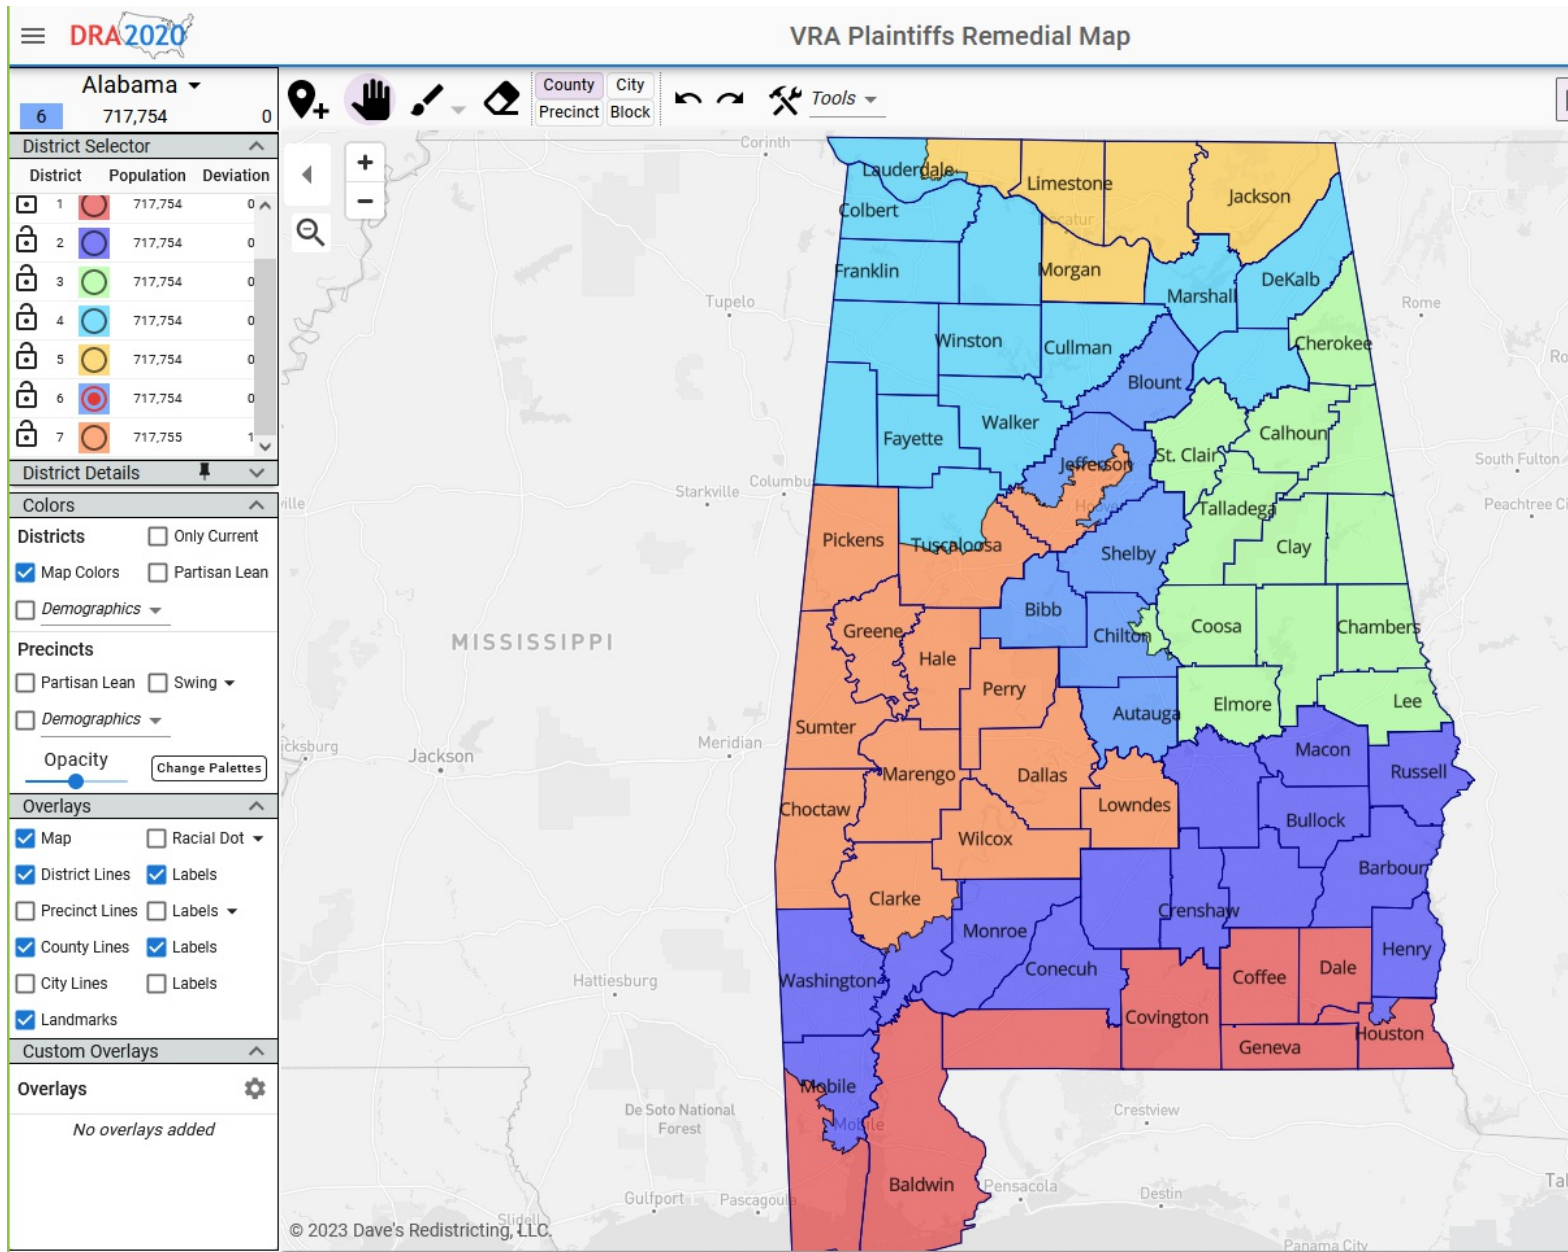 DRA2020
VRA Plaintiffs Remedial Map
Alabama
6 717,754 0
County City
Precinct Block
Tools
District Selector
District Population Deviation
1 717,754 0
2 717,754 0
3 717,754 0
4 717,754 0
5 717,754 0
6 717,754 0
7 717,755 1
District Details
Colors
Districts Only Current
Map Colors Partisan Lean
Demographics
Precincts
Partisan Lean Swing
Demographics
Opacity
Change Palettes
Overlays
Map Racial Dot
District Lines Labels
Precinct Lines Labels
County Lines Labels
City Lines Labels
Landmarks
Custom Overlays
Overlays
No overlays added
+
−
Corinth
Lauderdale
Limestone
Jackson
Colbert
Franklin
Morgan
DeKalb
Marshall
Tupelo
Rome
Winston
Cullman
Cherokee
Blount
Walker
Fayette
Calhoun
Jefferson
St. Clair
South Fulton
Starkville
Columbus
Talladega
Peachtree Ci
Hoover
Pickens
Tuscaloosa
Shelby
Clay
Bibb
Chilton
Coosa
Chambers
MISSISSIPPI
Greene
Hale
Perry
Autauga
Elmore
Lee
Sumter
icksburg
Jackson
Meridian
Marengo
Dallas
Macon
Russell
Choctaw
Lowndes
Bullock
Wilcox
Barbour
Clarke
Crenshaw
Monroe
Henry
Conecuh
Washington
Hattiesburg
Coffee
Dale
Covington
Houston
Geneva
Mobile
Mobile
De Soto National
Forest
Crestview
Baldwin
Pensacola
Destin
Gulfport
Pascagoula
Slidell
Panama City
© 2023 Dave's Redistricting, LLC.